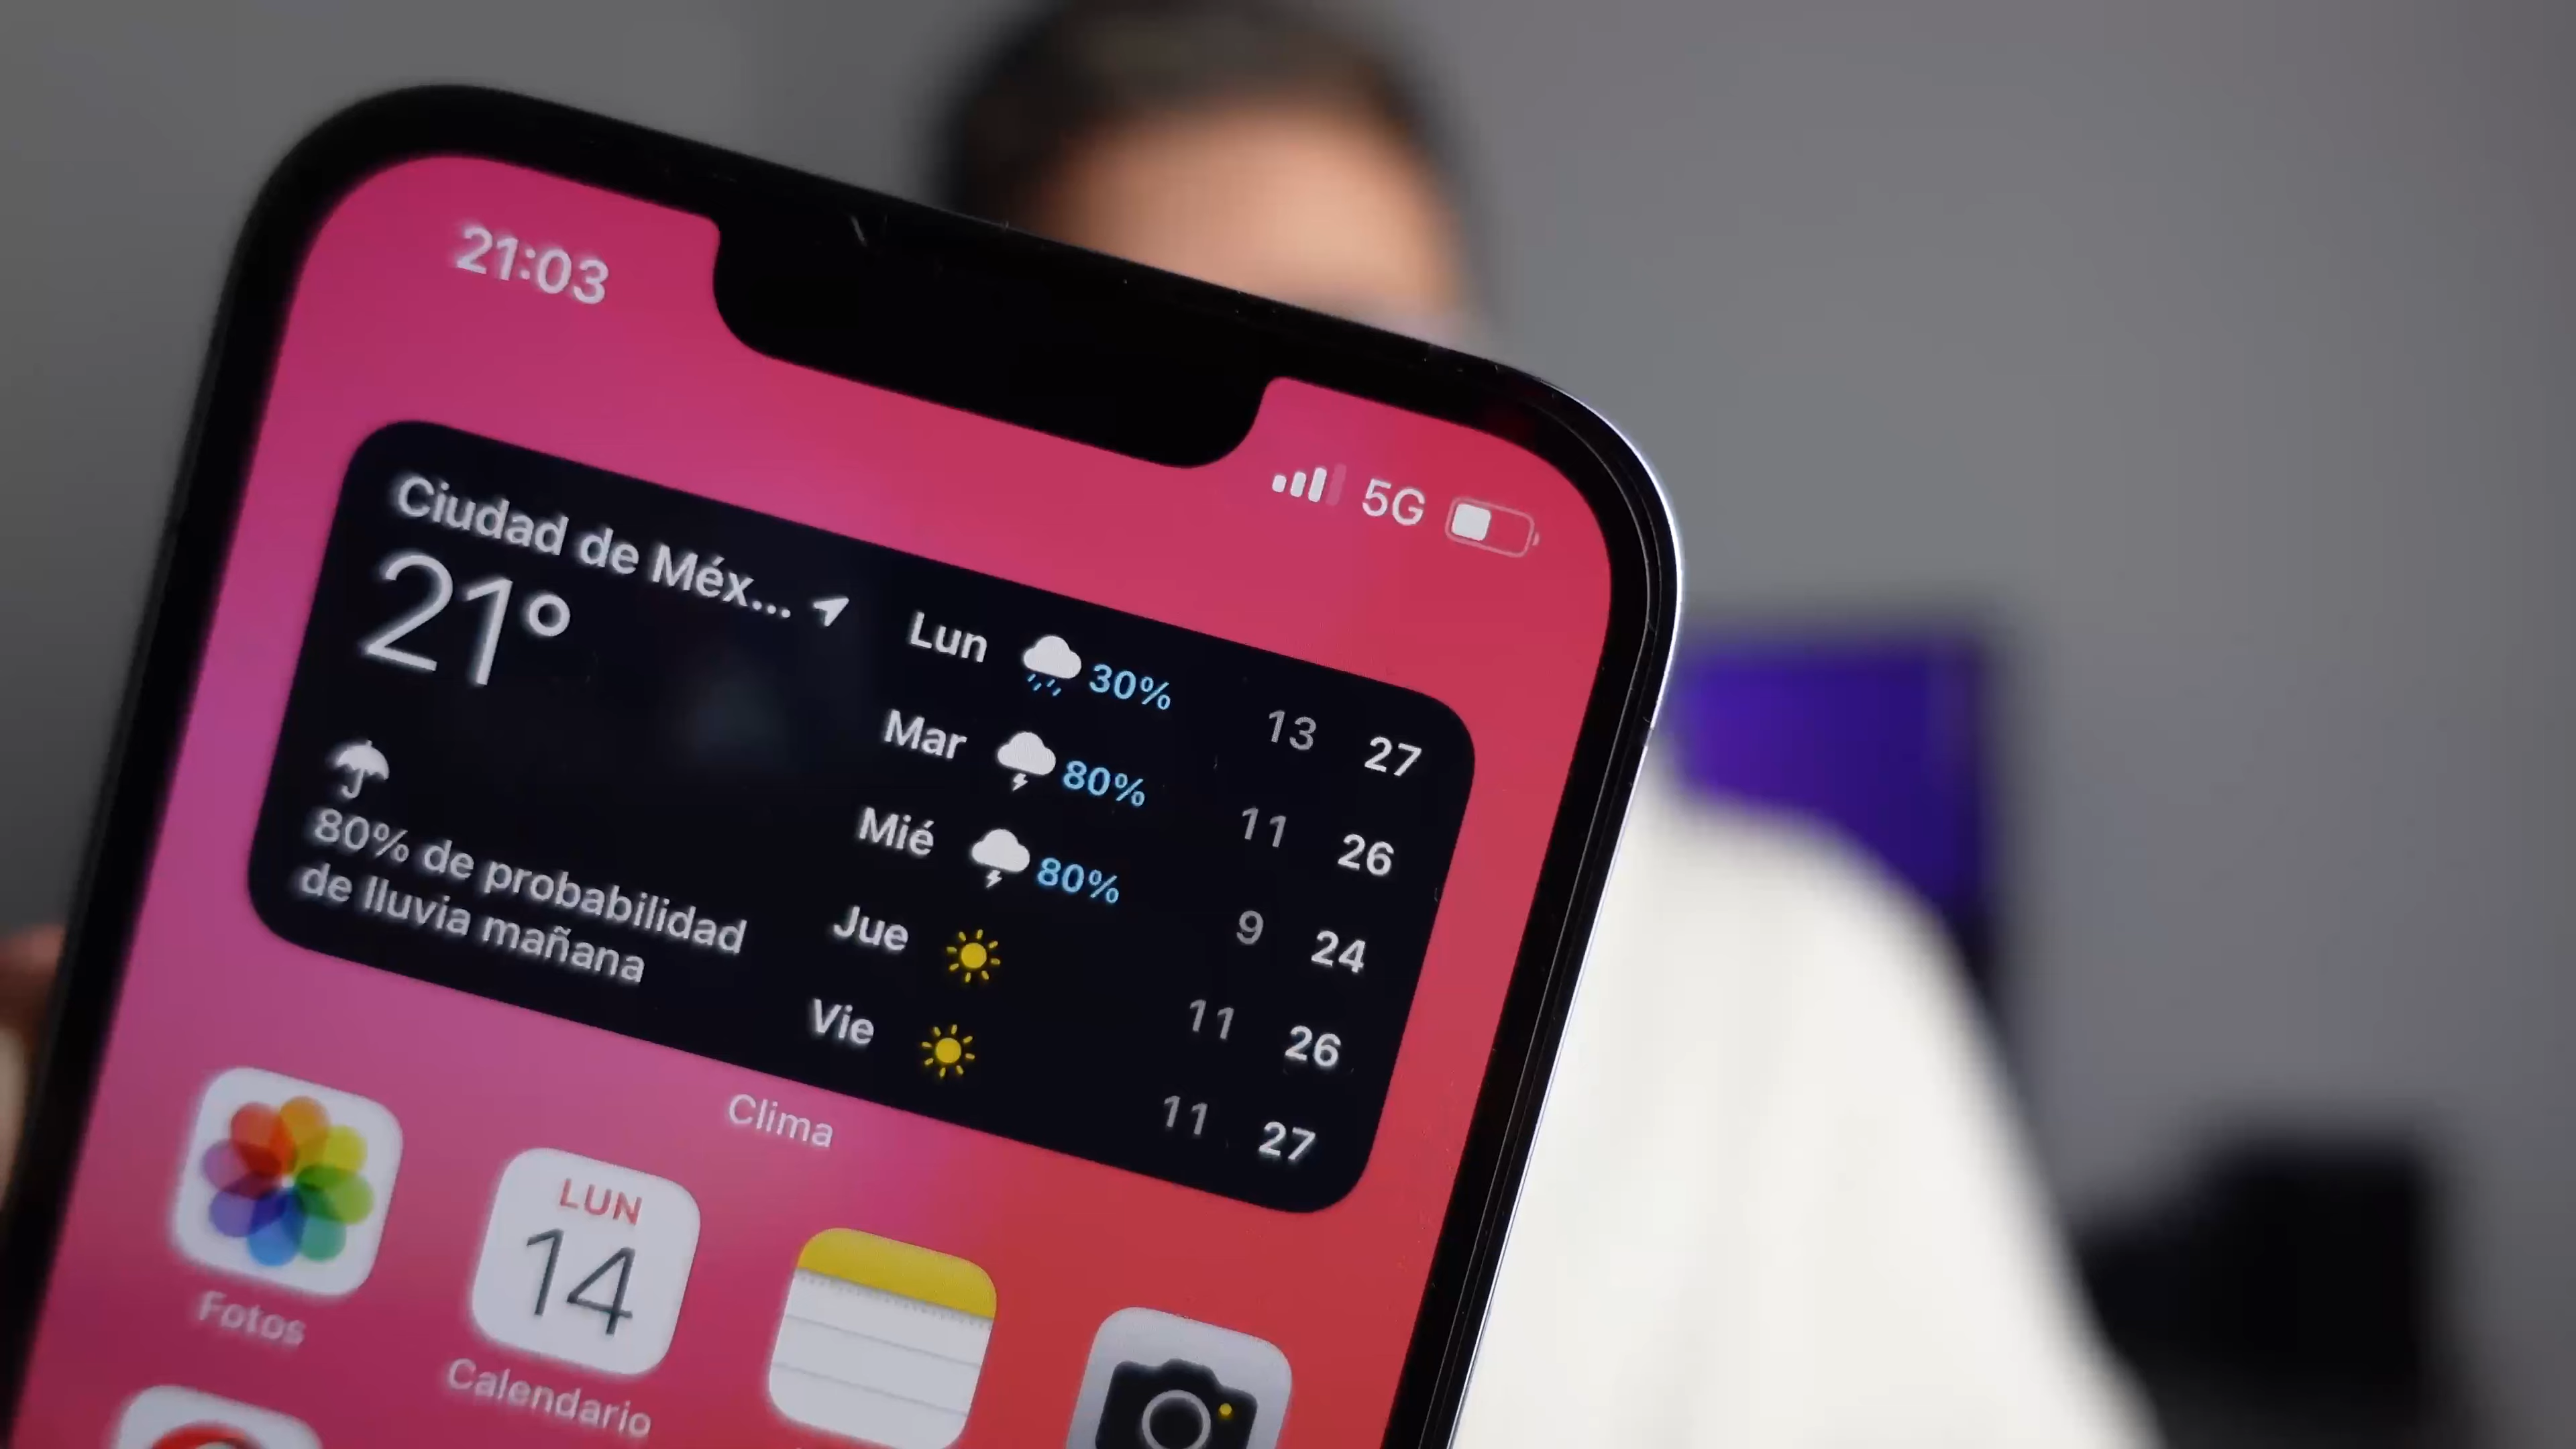 21:03
5G
Ciudad de Méx...
21°
80% de probabilidad
de lluvia mañana
Lun 30% 13 27
Mar 80% 11 26
Mié 80% 9 24
Jue 11 26
Vie 11 27
Clima
Fotos
LUN
14
Calendario